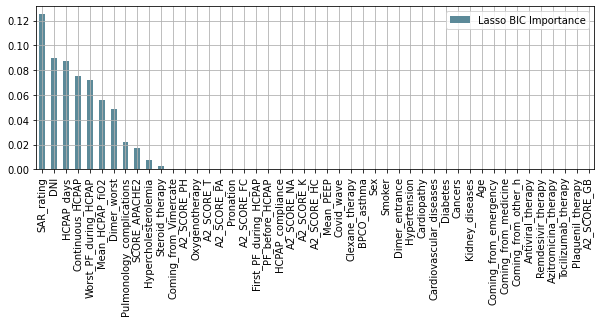 Lasso BIC Importance
0.12
0.10
0.08
0.06
0.04
0.02
0.00
SAR_rating
DNI
HCPAP_days
Continuous_HCPAP
Worst_PF_during_HCPAP
Mean_HCPAP_fiO2
Dimer_worst
Pulmonology_complications
SCORE_APACHE2
Hypercholesterolemia
Steroid_therapy
Coming_from_Vimercate
A2_SCORE_PH
Oxygenotherapy
A2_SCORE_T
A2_SCORE_PA
Pronation
A2_SCORE_FC
First_PF_during_HCPAP
PF_before_HCPAP
HCPAP_compliance
A2_SCORE_NA
A2_SCORE_K
A2_SCORE_HC
Mean_PEEP
Covid_wave
Clexane_therapy
BPCO_asthma
Sex
Smoker
Dimer_entrance
Hypertension
Cardiopathy
Cardiovascular_diseases
Diabetes
Cancers
Kidney_diseases
Age
Coming_from_emergency
Coming_from_medicine
Coming_from_other_h
Antiviral_therapy
Remdesivir_therapy
Azitromicina_therapy
Tocilizumab_therapy
Plaquenil_therapy
A2_SCORE_GB